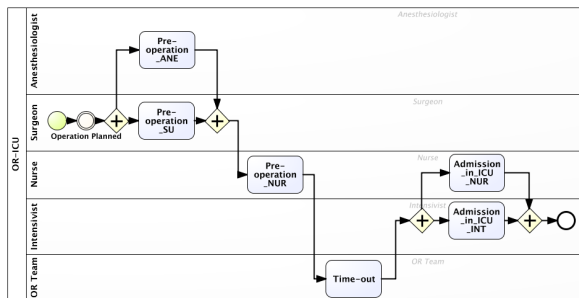 OR-ICU
Anesthesiologist
Anesthesiologist
Pre-
operation
_ANE
Surgeon
Surgeon
Operation Planned
Pre-
operation
_SU
Nurse
Nurse
Pre-
operation
_NUR
Admission
_in_ICU
_NUR
Intensivist
Intensivist
Admission
_in_ICU
_INT
OR Team
OR Team
Time-out